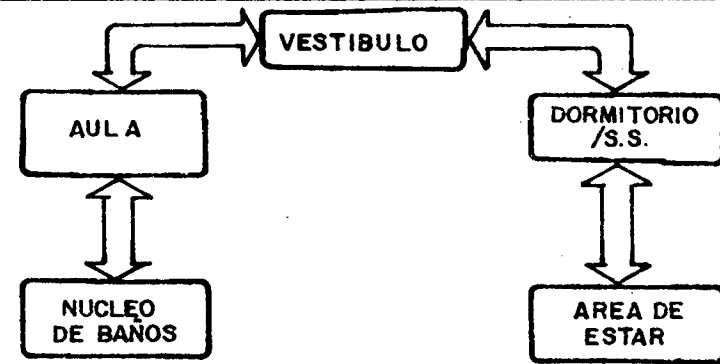 VESTIBULO
AULA
DORMITORIO
/S.S.
NUCLEO
DE BAÑOS
AREA DE
ESTAR